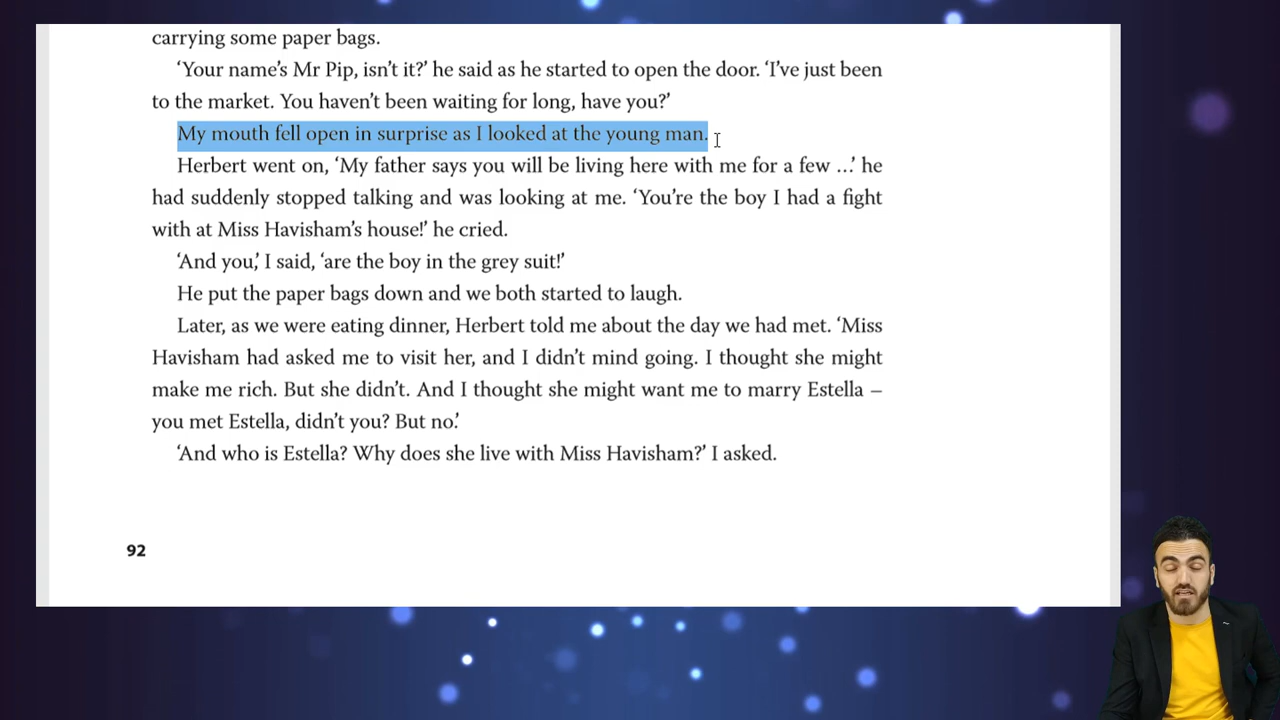 carrying some paper bags.
‘Your name’s Mr Pip, isn’t it?’ he said as he started to open the door. ‘I’ve just been
to the market. You haven’t been waiting for long, have you?’
My mouth fell open in surprise as I looked at the young man.
Herbert went on, ‘My father says you will be living here with me for a few …’ he
had suddenly stopped talking and was looking at me. ‘You’re the boy I had a fight
with at Miss Havisham’s house!’ he cried.
‘And you,’ I said, ‘are the boy in the grey suit!’
He put the paper bags down and we both started to laugh.
Later, as we were eating dinner, Herbert told me about the day we had met. ‘Miss
Havisham had asked me to visit her, and I didn’t mind going. I thought she might
make me rich. But she didn’t. And I thought she might want me to marry Estella –
you met Estella, didn’t you? But no.’
‘And who is Estella? Why does she live with Miss Havisham?’ I asked.
92